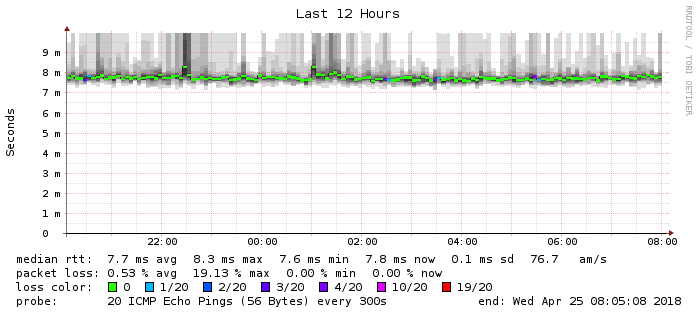 Last 12 Hours
RRDTOOL / TOBI OETIKER
Seconds
9 m
8 m
7 m
6 m
5 m
4 m
3 m
2 m
1 m
0
22:00 00:00 02:00 04:00 06:00 08:00
median rtt: 7.7 ms avg 8.3 ms max 7.6 ms min 7.8 ms now 0.1 ms sd 76.7 am/s
packet loss: 0.53 % avg 19.13 % max 0.00 % min 0.00 % now
loss color: 0 1/20 2/20 3/20 4/20 10/20 19/20
probe: 20 ICMP Echo Pings (56 Bytes) every 300s end: Wed Apr 25 08:05:08 2018